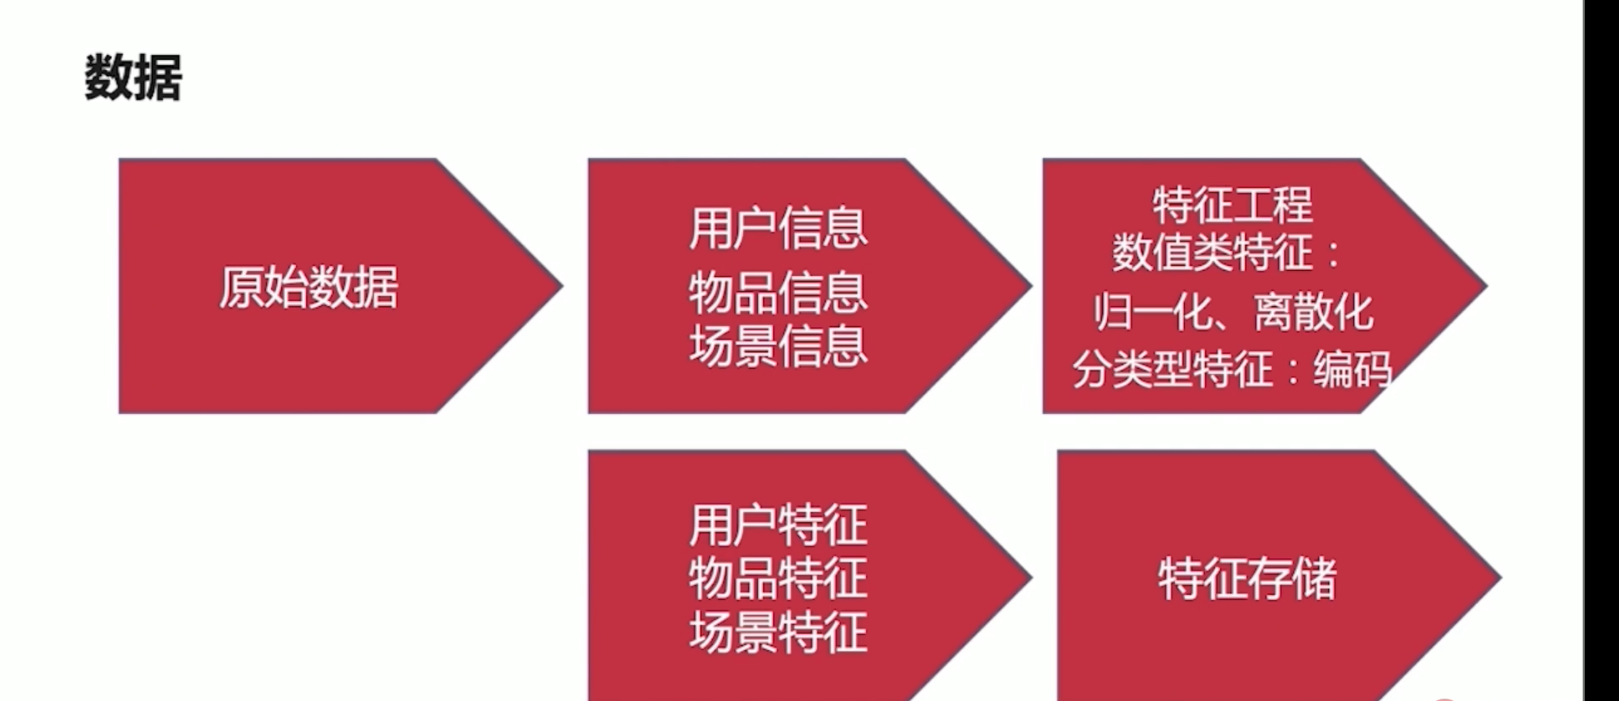 数据
原始数据
用户信息
物品信息
场景信息
特征工程
数值类特征：
归一化、离散化
分类型特征：编码
用户特征
物品特征
场景特征
特征存储